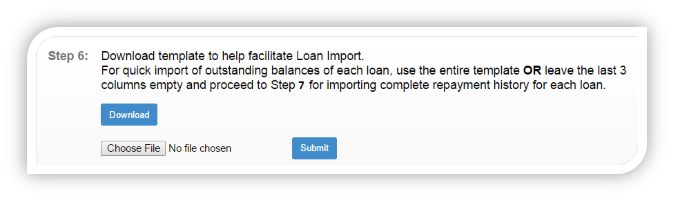 Step 6: Download template to help facilitate Loan Import.
For quick import of outstanding balances of each loan, use the entire template OR leave the last 3
columns empty and proceed to Step 7 for importing complete repayment history for each loan.
Download
Choose File No file chosen Submit